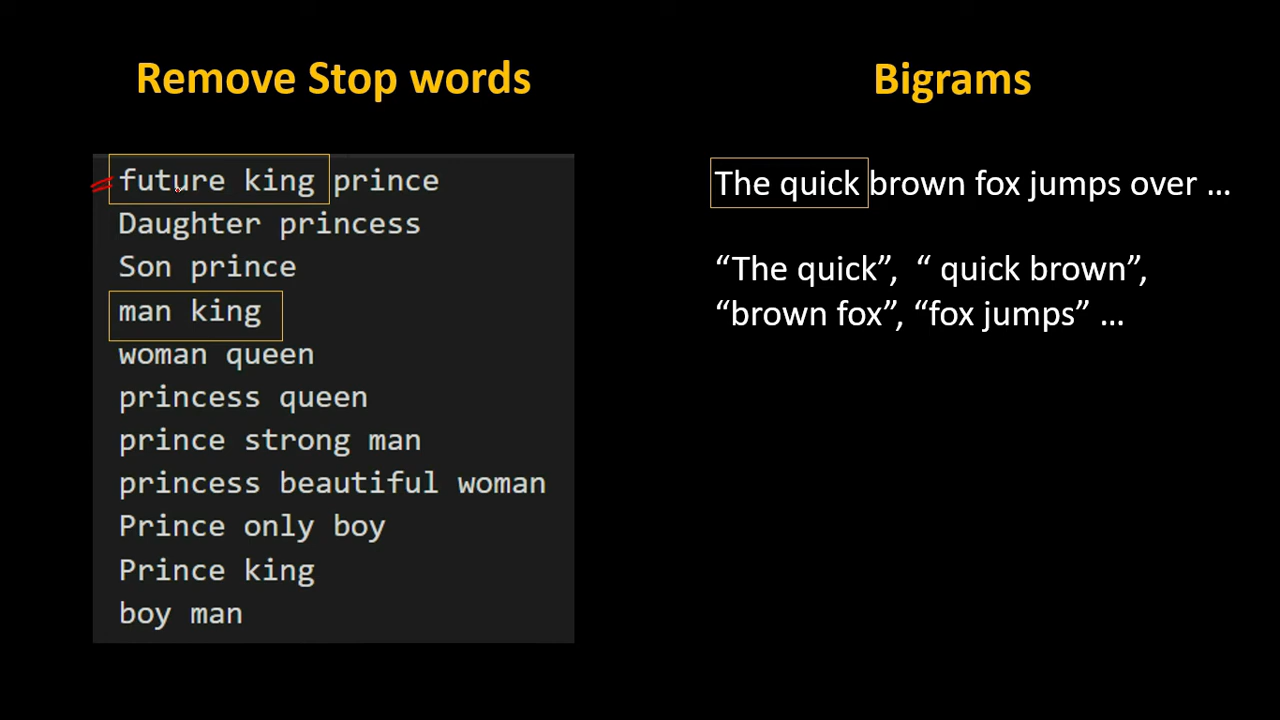 Remove Stop words
future king prince
Daughter princess
Son prince
man king
woman queen
princess queen
prince strong man
princess beautiful woman
Prince only boy
Prince king
boy man
Bigrams
The quick brown fox jumps over …
“The quick”, “ quick brown”,
“brown fox”, “fox jumps” …